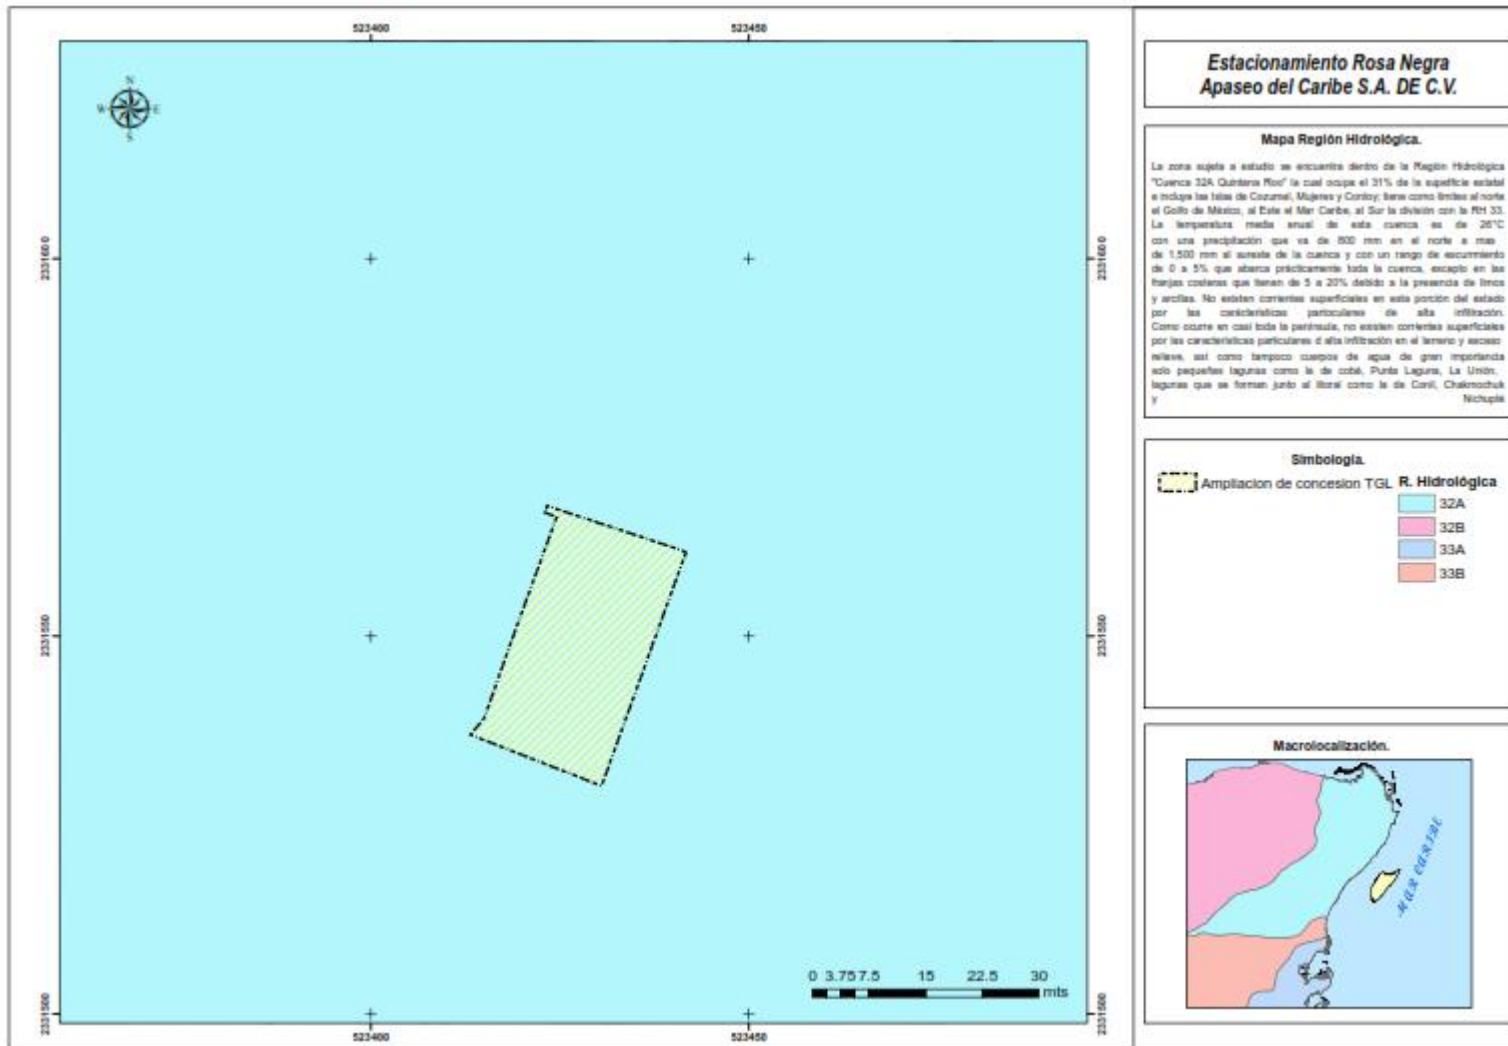 523400
523450
N
W
E
S
2331600
2331600
2331550
2331550
2331500
2331500
0 3.75 7.5 15 22.5 30
mts
523400
523450
Estacionamiento Rosa Negra
Apaseo del Caribe S.A. DE C.V.
Mapa Región Hidrológica.
La zona sujeta a estudio se encuentra dentro de la Región Hidrológica
"Cuenca 32A Quintana Roo" la cual ocupa el 31% de la superficie estatal
e incluye las Islas de Cozumel, Mujeres y Contoy; tiene como límites al norte
el Golfo de México, al Este el Mar Caribe, al Sur la división con la RH 33.
La temperatura media anual de esta cuenca es de 26°C
con una precipitación que va de 800 mm en el norte a mas
de 1,500 mm al sureste de la cuenca y con un rango de escurrimiento
de 0 a 5% que abarca prácticamente toda la cuenca, excepto en las
franjas costeras que tienen de 5 a 20% debido a la presencia de limos
y arcillas. No existen corrientes superficiales en esta porción del estado
por las características particulares de alta infiltración.
Como ocurre en casi toda la península, no existen corrientes superficiales
por las características particulares d alta infiltración en el terreno y escaso
relieve, así como tampoco cuerpos de agua de gran importancia
solo pequeñas lagunas como la de cobá, Punta Laguna, La Unión,
lagunas que se forman junto al litoral como la de Conil, Chakmochuk
y Nichupté
Simbología.
Ampliacion de concesion TGL
R. Hidrológica
32A
32B
33A
33B
Macrolocalización.
MAR CARIBE